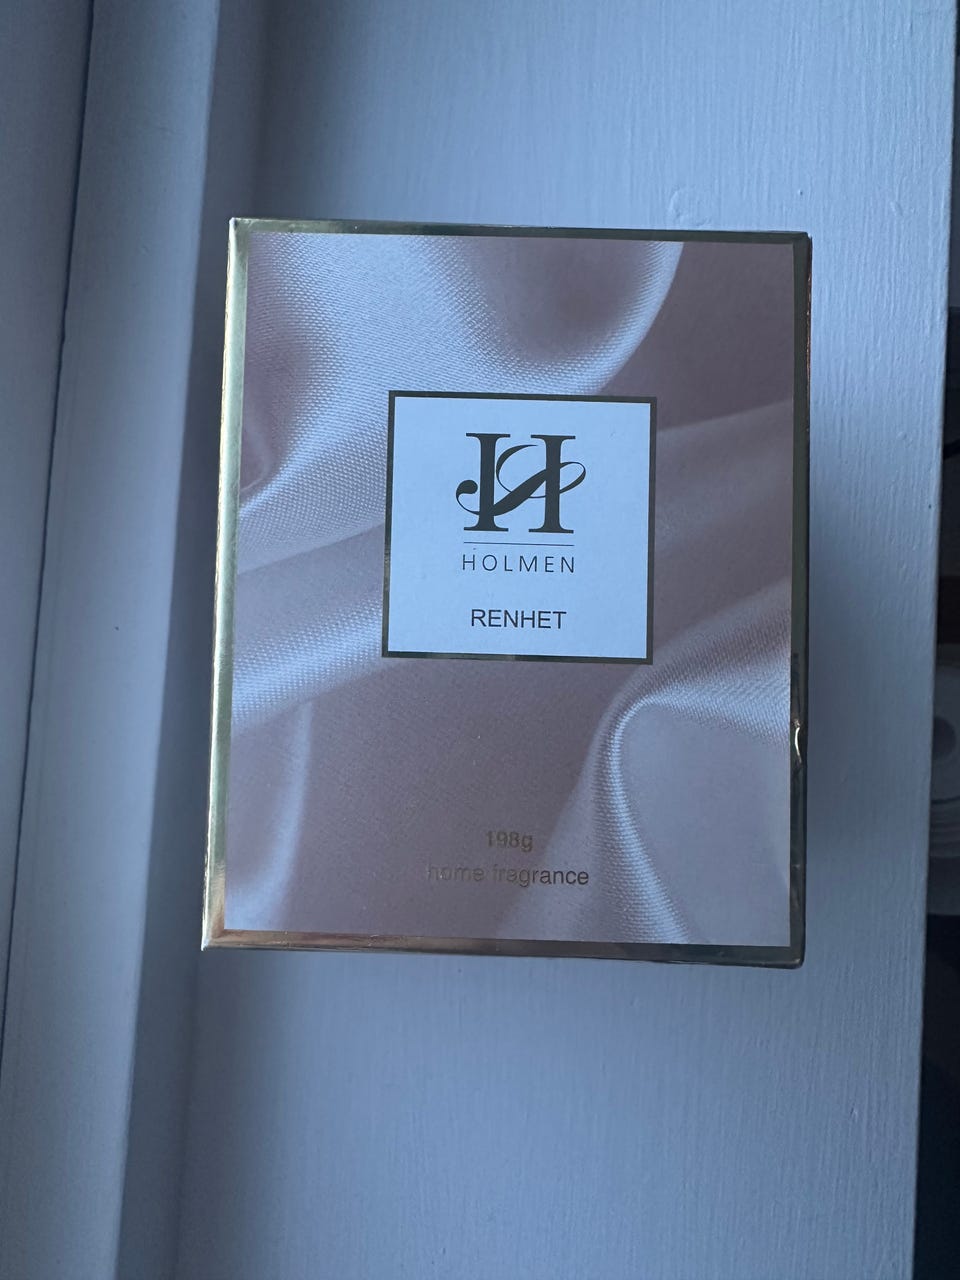 H
HOLMEN
RENHET
198g
home fragrance